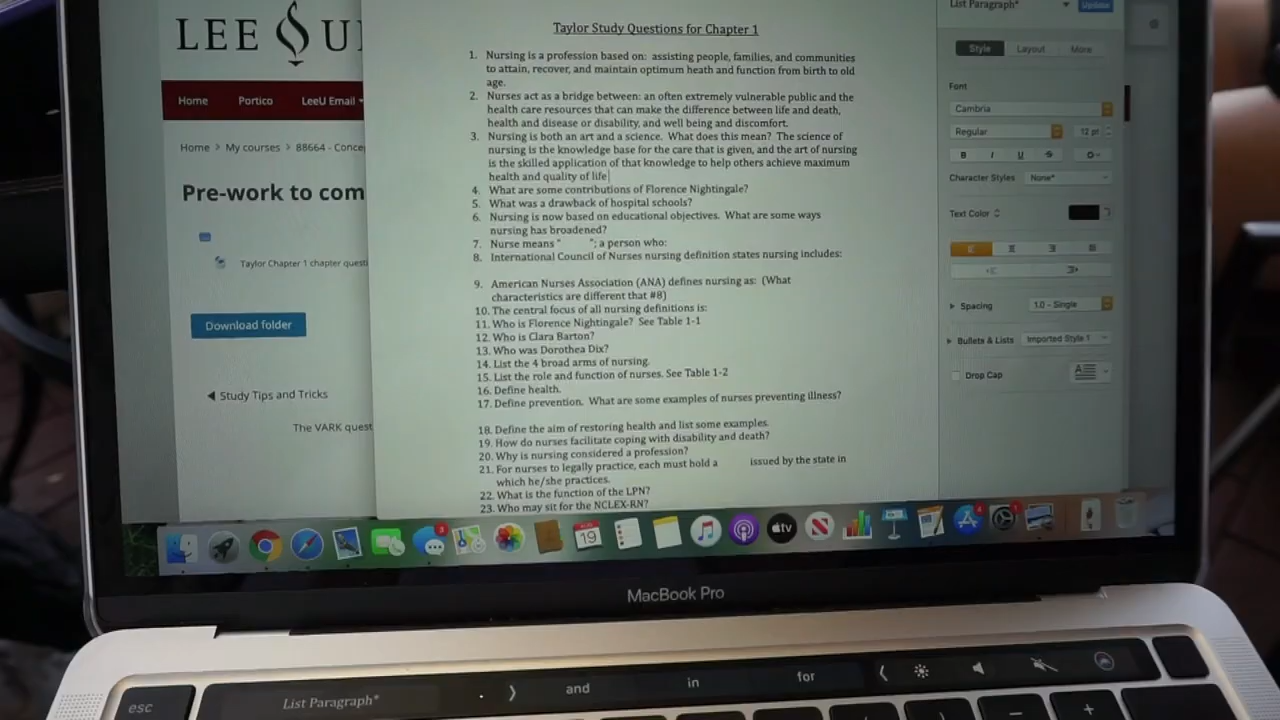 LEE U
Home Portico LeeU Email
Home > My courses > 88664 - Conce
Pre-work to com
Taylor Chapter 1 chapter questi
Download folder
Study Tips and Tricks
The VARK quest
Taylor Study Questions for Chapter 1
1. Nursing is a profession based on: assisting people, families, and communities
to attain, recover, and maintain optimum heath and function from birth to old
age.
2. Nurses act as a bridge between: an often extremely vulnerable public and the
health care resources that can make the difference between life and death,
health and disease or disability, and well being and discomfort.
3. Nursing is both an art and a science. What does this mean? The science of
nursing is the knowledge base for the care that is given, and the art of nursing
is the skilled application of that knowledge to help others achieve maximum
health and quality of life
4. What are some contributions of Florence Nightingale?
5. What was a drawback of hospital schools?
6. Nursing is now based on educational objectives. What are some ways
nursing has broadened?
7. Nurse means " "; a person who:
8. International Council of Nurses nursing definition states nursing includes:
9. American Nurses Association (ANA) defines nursing as: (What
characteristics are different that #8)
10. The central focus of all nursing definitions is:
11. Who is Florence Nightingale? See Table 1-1
12. Who is Clara Barton?
13. Who was Dorothea Dix?
14. List the 4 broad arms of nursing.
15. List the role and function of nurses. See Table 1-2
16. Define health.
17. Define prevention. What are some examples of nurses preventing illness?
18. Define the aim of restoring health and list some examples.
19. How do nurses facilitate coping with disability and death?
20. Why is nursing considered a profession?
21. For nurses to legally practice, each must hold a issued by the state in
which he/she practices.
22. What is the function of the LPN?
23. Who may sit for the NCLEX-RN?
List Paragraph* Update
Style Layout More
Font
Cambria
Regular 12 pt
B I U S
Character Styles None*
Text Color
Spacing 1.0 - Single
Bullets & Lists Imported Style 1
Drop Cap
AUG
19
tv
MacBook Pro
esc List Paragraph* and in for